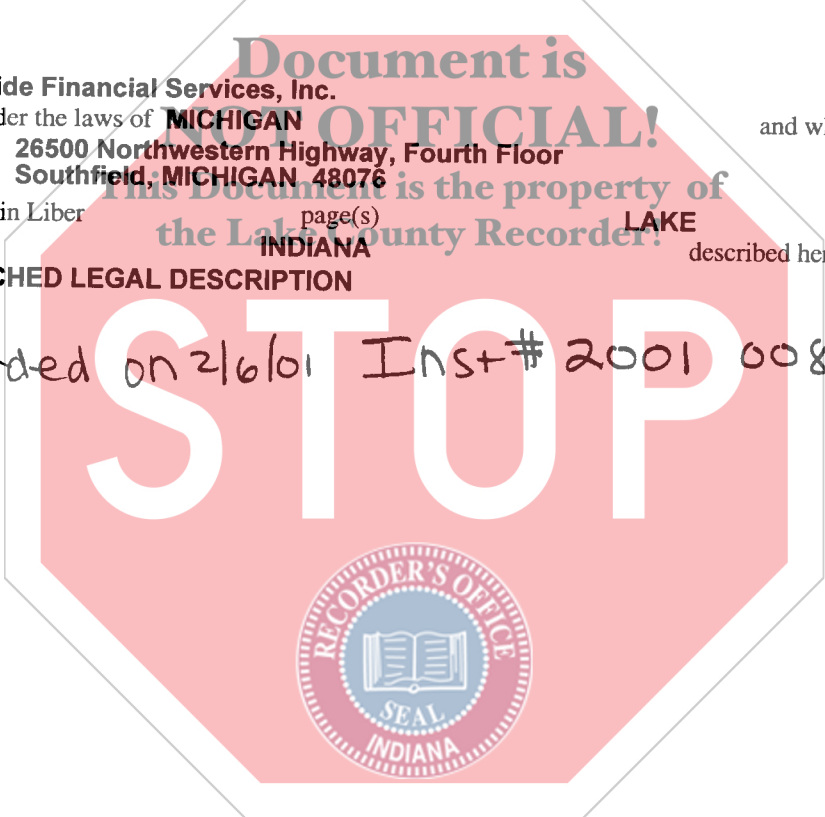 Document is
ide Financial Services, Inc.
NOT OFFICIAL!
der the laws of MICHIGAN and wh
26500 Northwestern Highway, Fourth Floor
Southfield, MICHIGAN 48076
This Document is the property of
in Liber page(s) LAKE
the Lake County Recorder!
INDIANA described her
CHED LEGAL DESCRIPTION
ded on 2/6/01 Inst# 2001 008
STOP
RECORDER'S OFFICE
SEAL
INDIANA